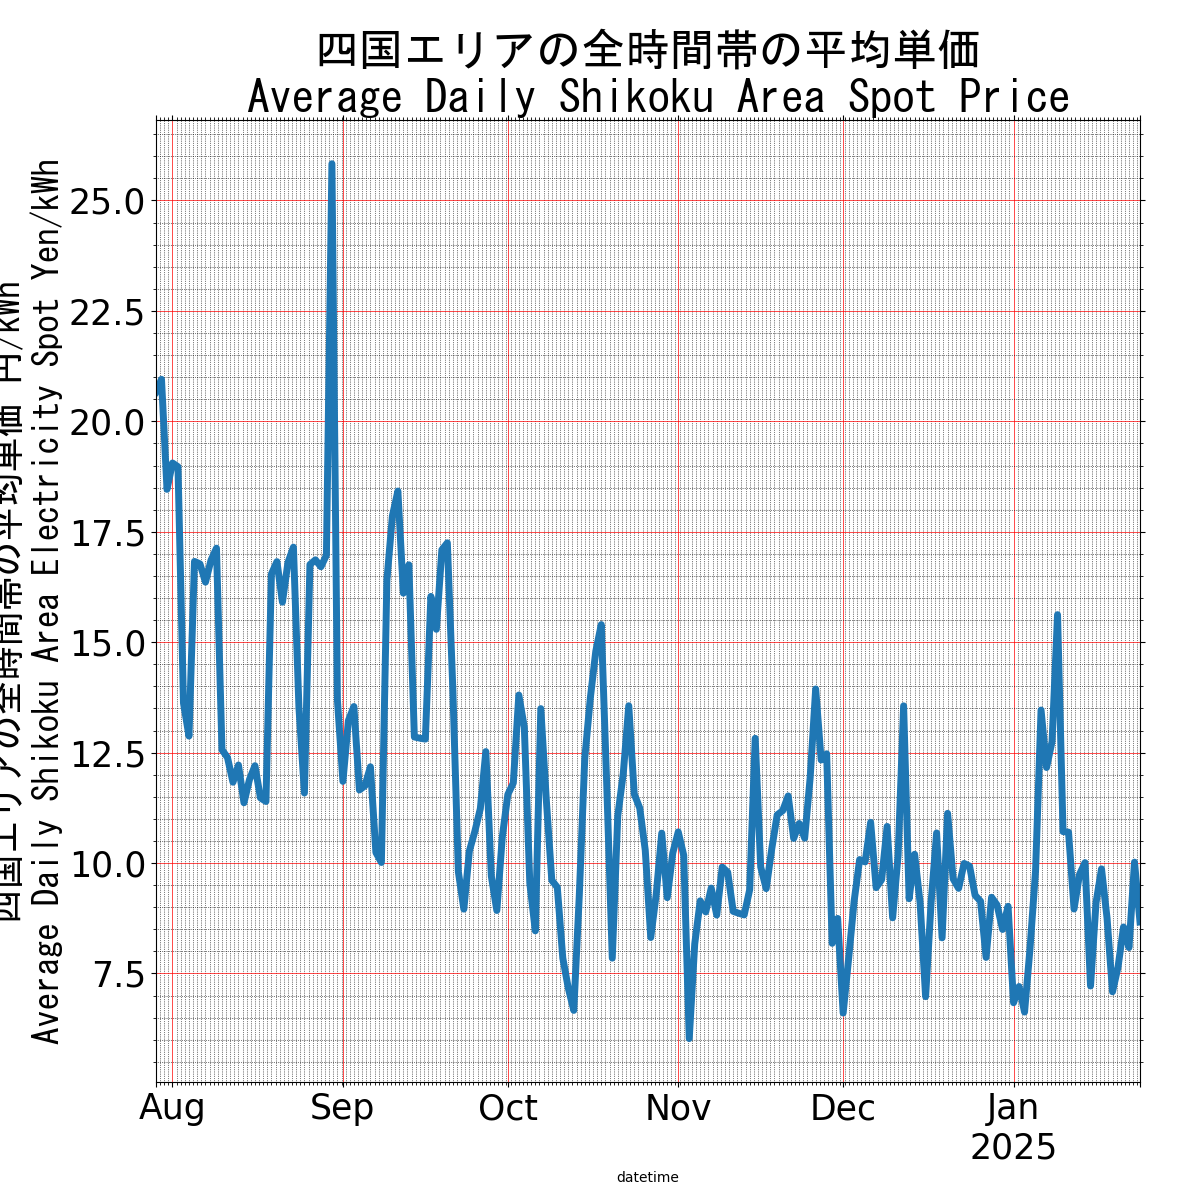 四国エリアの全時間帯の平均単価
Average Daily Shikoku Area Spot Price
四国エリアの全時間帯の平均単価 円/kWh
Average Daily Shikoku Area Electricity Spot Yen/kWh
25.0
22.5
20.0
17.5
15.0
12.5
10.0
7.5
Aug Sep Oct Nov Dec Jan
2025
datetime